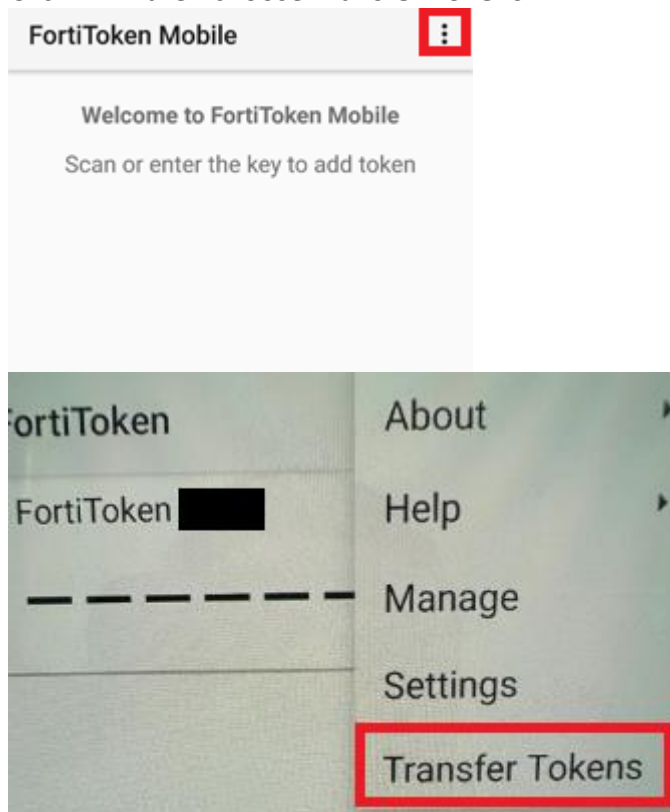 FortiToken Mobile
Welcome to FortiToken Mobile
Scan or enter the key to add token
ortiToken
About
FortiToken
Help
Manage
Settings
Transfer Tokens